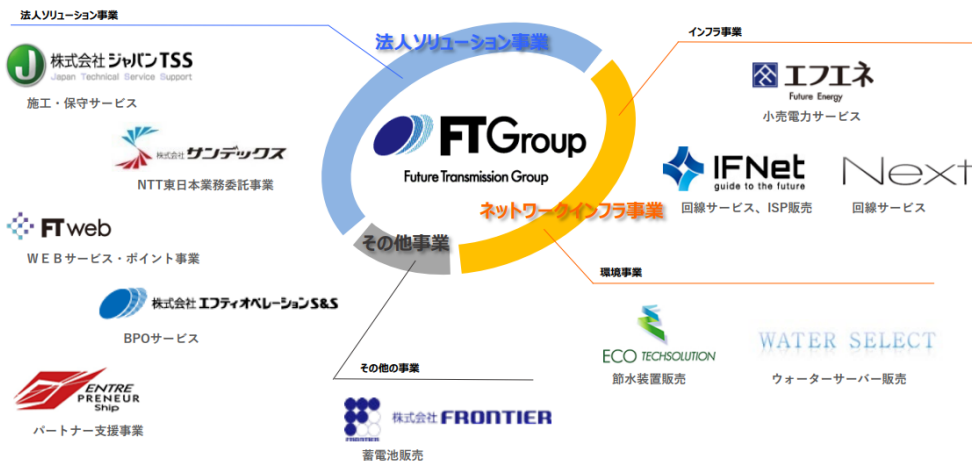 法人ソリューション事業
J
株式会社 ジャパンTSS
Japan Technical Service Support
施工・保守サービス
株式会社 サンデックス
NTT東日本業務委託事業
FT web
WEBサービス・ポイント事業
株式会社 エフティオペレーションS&S
BPOサービス
ENTRE
PRENEUR
Ship
パートナー支援事業
法人ソリューション事業
FTGroup
Future Transmission Group
ネットワークインフラ事業
その他事業
その他の事業
FRONTIER
株式会社 FRONTIER
蓄電池販売
インフラ事業
エフエネ
Future Energy
小売電力サービス
IFNet
guide to the future
回線サービス、ISP販売
Next
回線サービス
環境事業
ECO TECHSOLUTION
節水装置販売
WATER SELECT
ウォーターサーバー販売